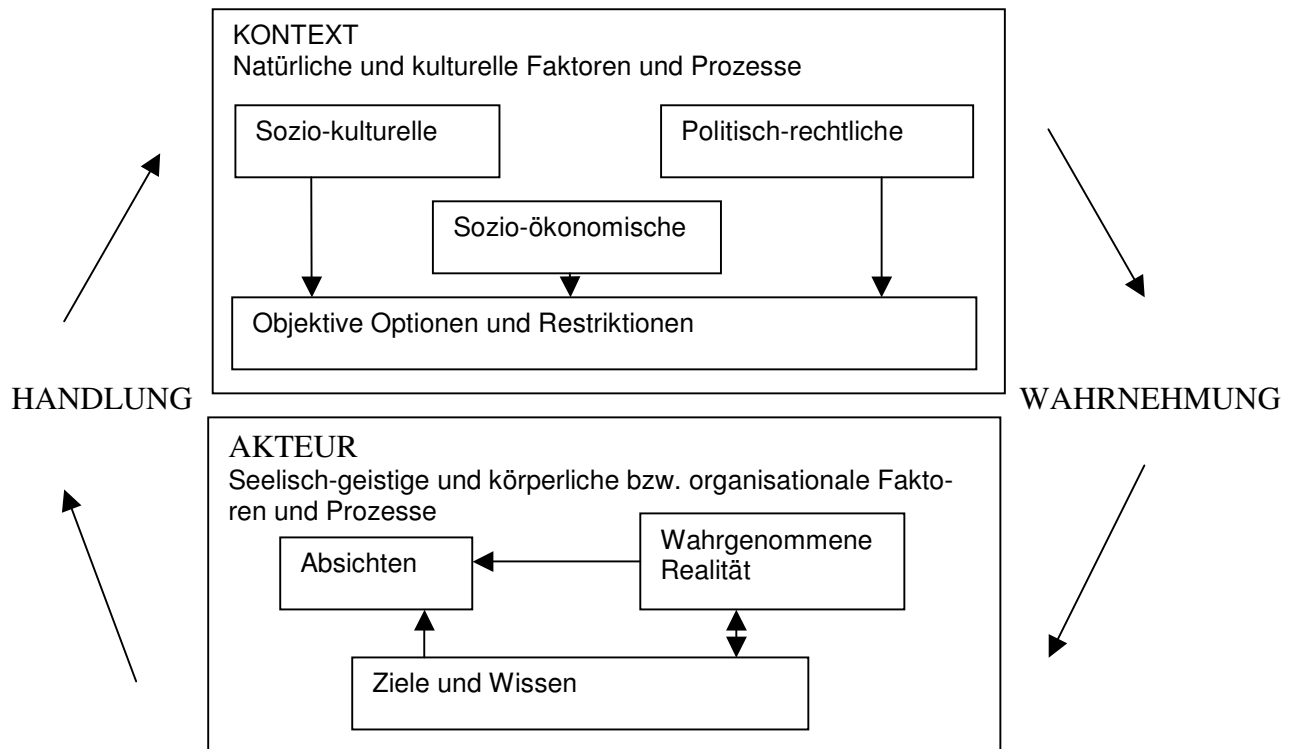 KONTEXT
Natürliche und kulturelle Faktoren und Prozesse
Sozio-kulturelle
Politisch-rechtliche
Sozio-ökonomische
Objektive Optionen und Restriktionen
HANDLUNG
WAHRNEHMUNG
AKTEUR
Seelisch-geistige und körperliche bzw. organisationale Fakto-
ren und Prozesse
Wahrgenommene
Realität
Absichten
Ziele und Wissen